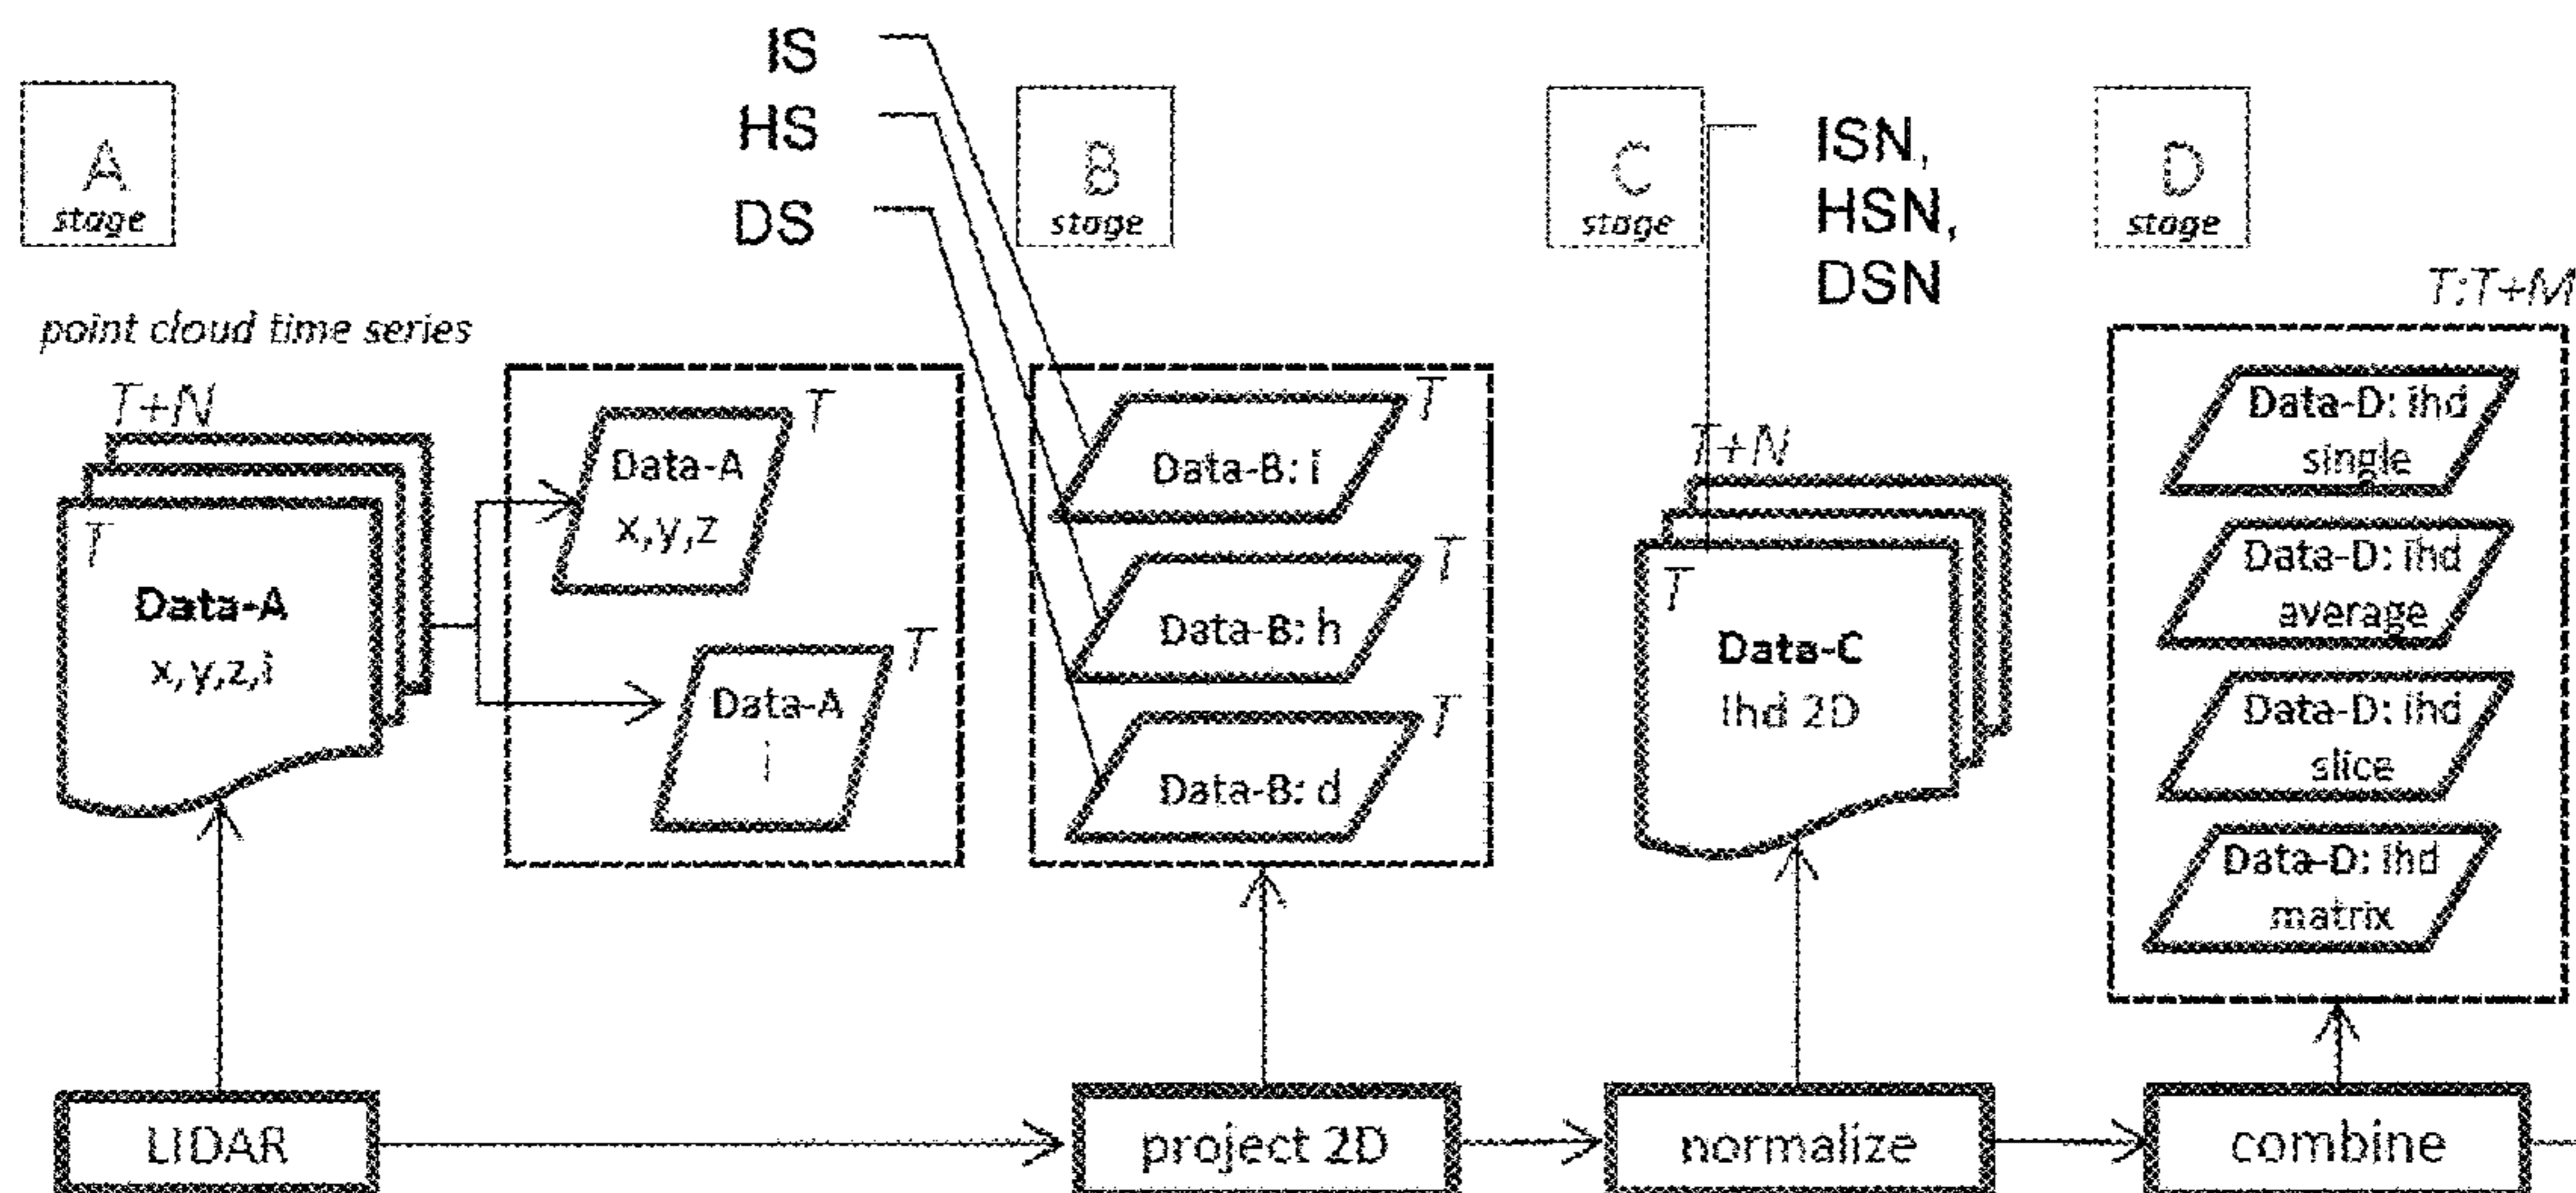 IS
HS
DS
A
stage
B
stage
C
stage
ISN,
HSN,
DSN
D
stage
T:T+M
point cloud time series
T+N
T
Data-A
x,y,z,i
T
Data-A
x,y,z
T
Data-A
i
T
Data-B: i
T
Data-B: h
T
Data-B: d
T+N
T
Data-C
Ihd 2D
Data-D: ihd
single
Data-D: ihd
average
Data-D: ihd
slice
Data-D: ihd
matrix
LIDAR
project 2D
normalize
combine